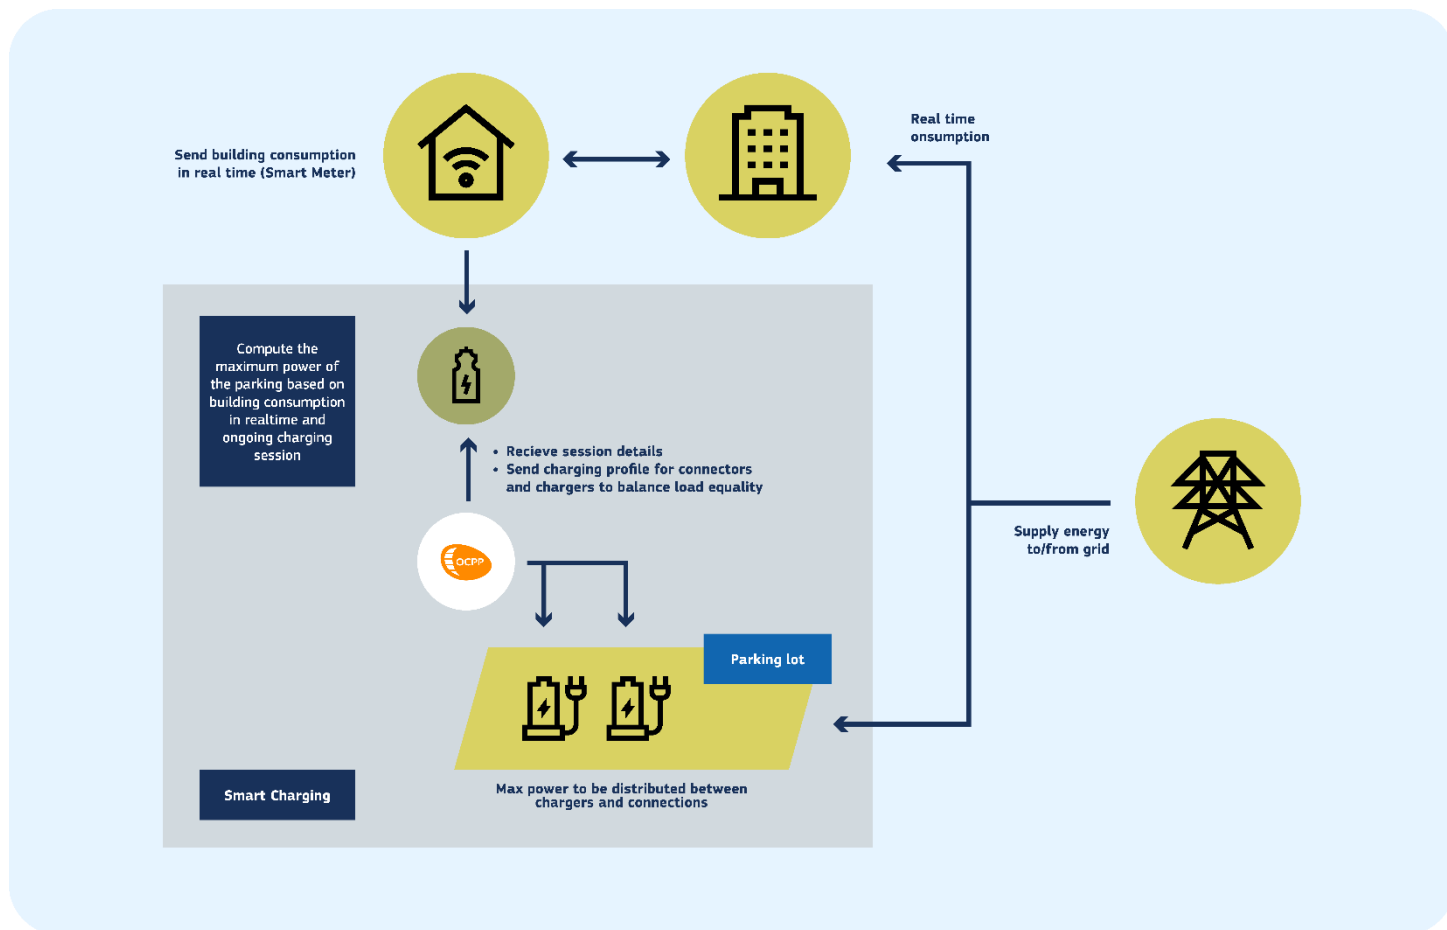 Send building consumption
in real time (Smart Meter)
Real time
onsumption
Compute the
maximum power of
the parking based on
building consumption
in realtime and
ongoing charging
session
• Recieve session details
• Send charging profile for connectors
and chargers to balance load equality
OCPP
Supply energy
to/from grid
Parking lot
Max power to be distributed between
chargers and connections
Smart Charging